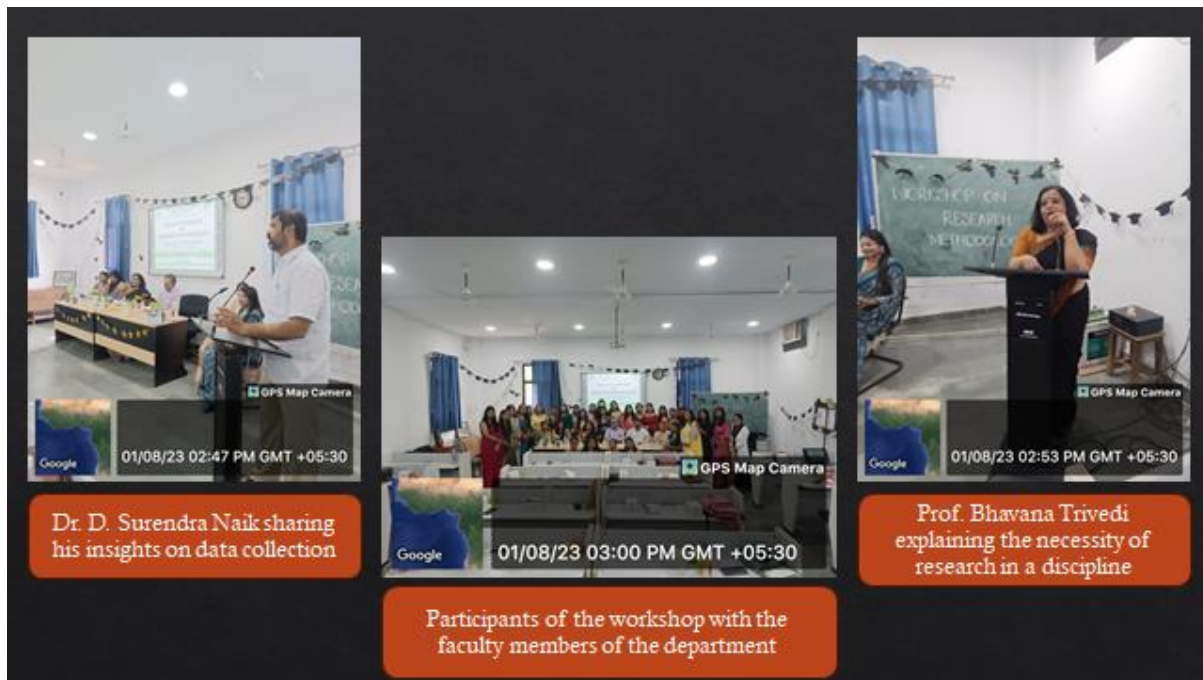 GPS Map Camera
Google
01/08/23 02:47 PM GMT +05:30
Dr. D. Surendra Naik sharing
his insights on data collection
GPS Map Camera
Google
01/08/23 03:00 PM GMT +05:30
Participants of the workshop with the
faculty members of the department
WORKSHOP ON
RESEARCH
GPS Map Camera
Google
01/08/23 02:53 PM GMT +05:30
Prof. Bhavana Trivedi
explaining the necessity of
research in a discipline